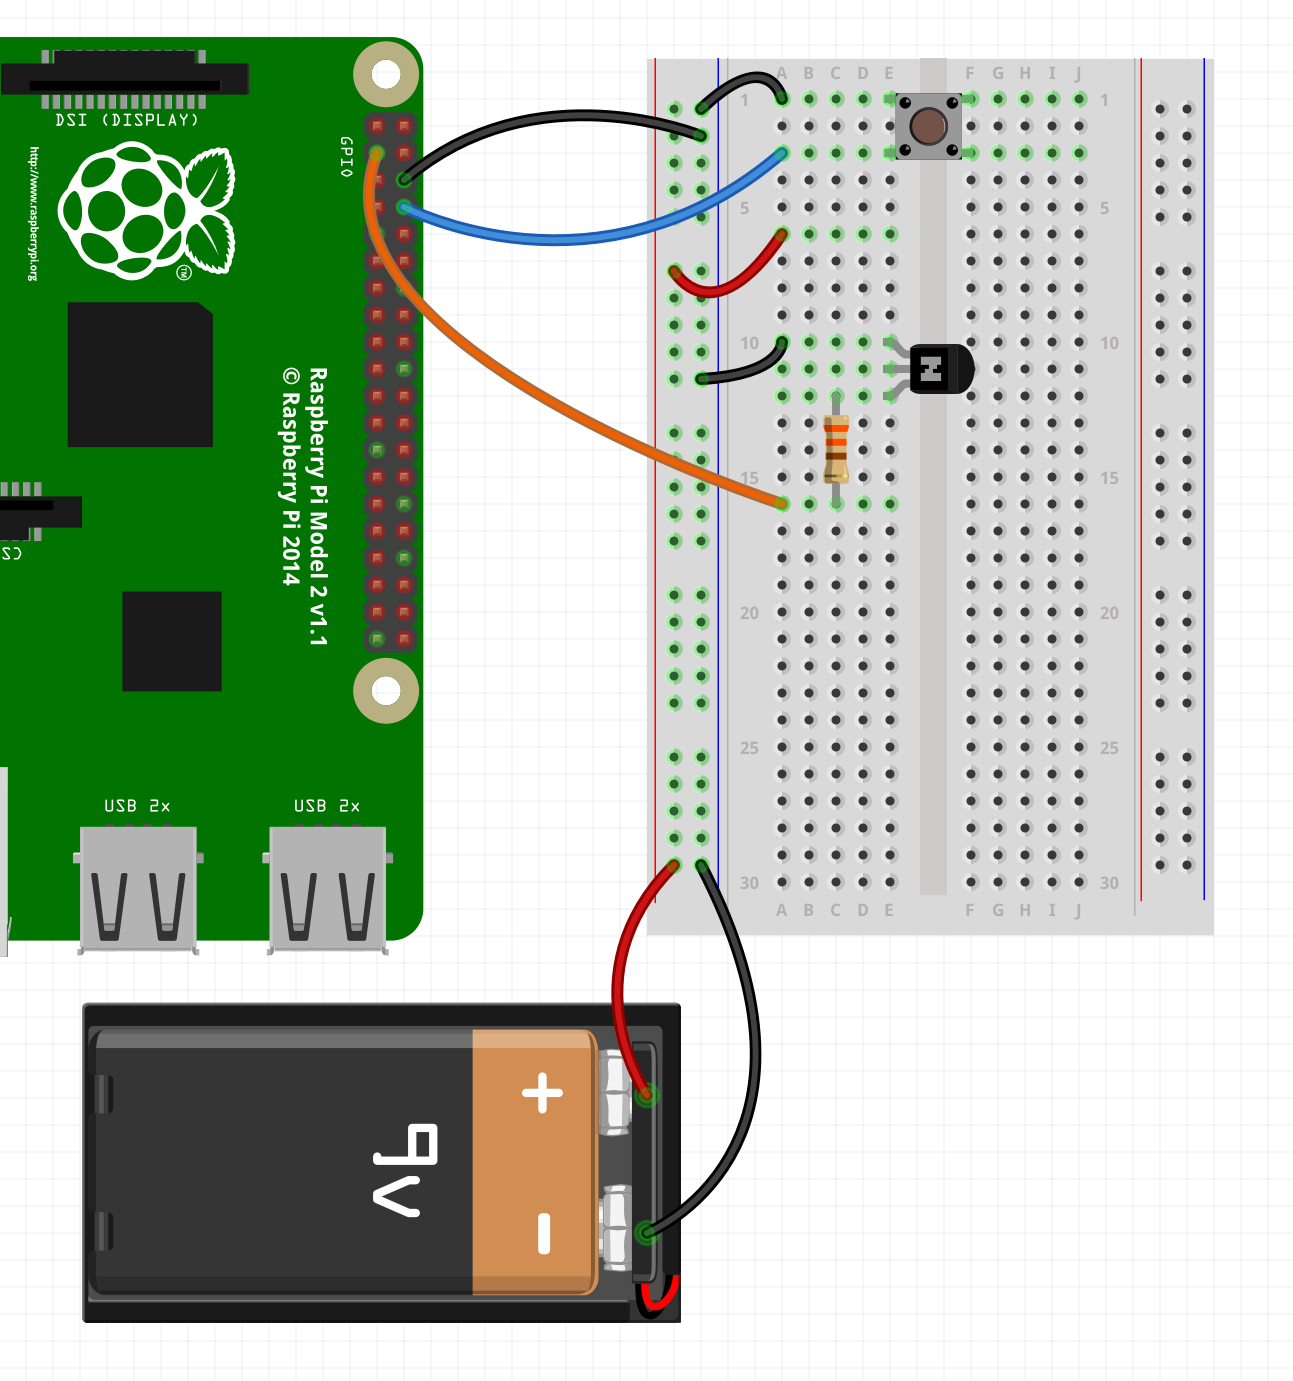 DSI (DISPLAY)
GPIO
http://www.raspberrypi.org
TM
Raspberry Pi Model 2 v1.1
© Raspberry Pi 2014
USB 2x
USB 2x
A B C D E F G H I J
1 1
5 5
10 10
15 15
20 20
25 25
30 30
A B C D E F G H I J
N
+
9v
-